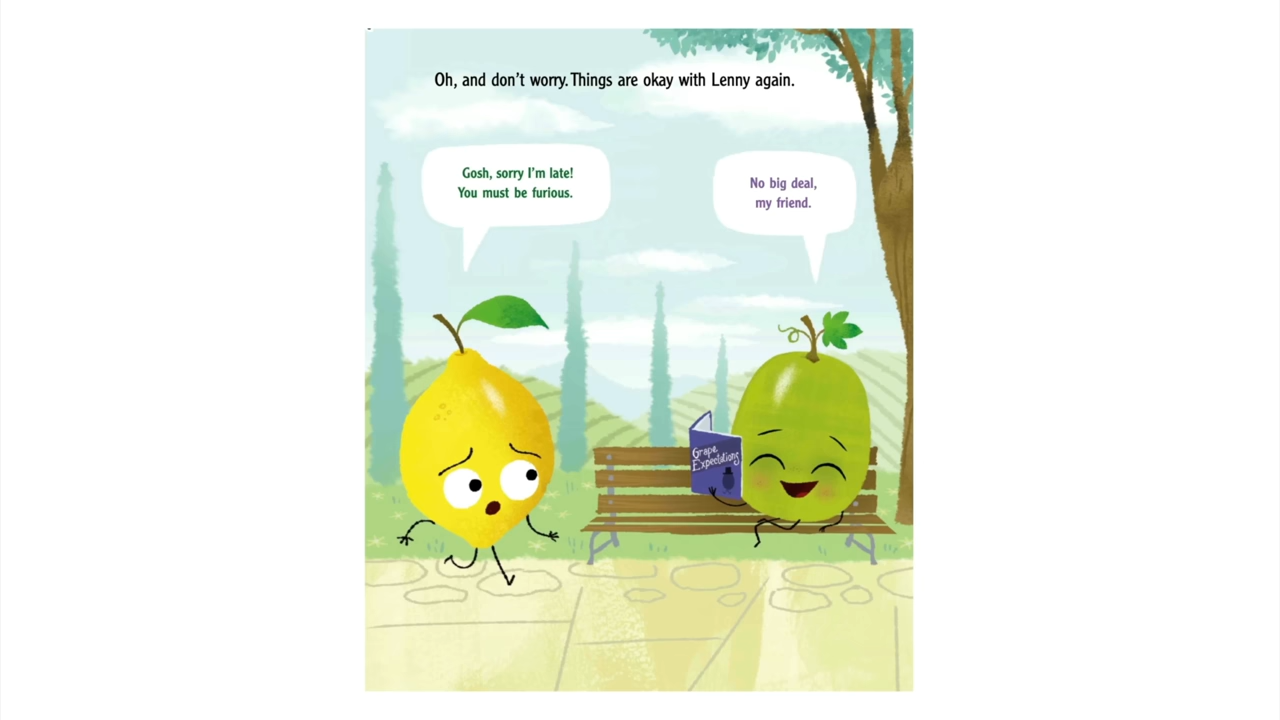 Oh, and don't worry. Things are okay with Lenny again.
Gosh, sorry I'm late!
You must be furious.
No big deal,
my friend.
Grape
Expectations